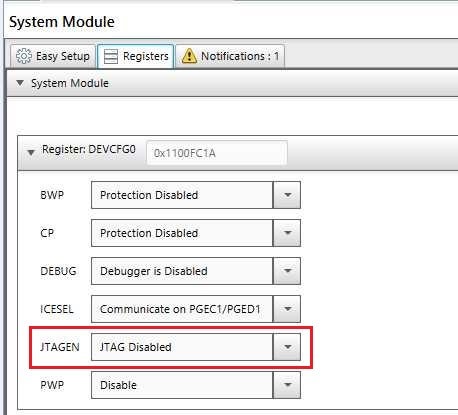 System Module
Easy Setup Registers Notifications : 1
System Module
Register: DEVCFG0 0x1100FC1A
BWP Protection Disabled
CP Protection Disabled
DEBUG Debugger is Disabled
ICESEL Communicate on PGEC1/PGED1
JTAGEN JTAG Disabled
PWP Disable